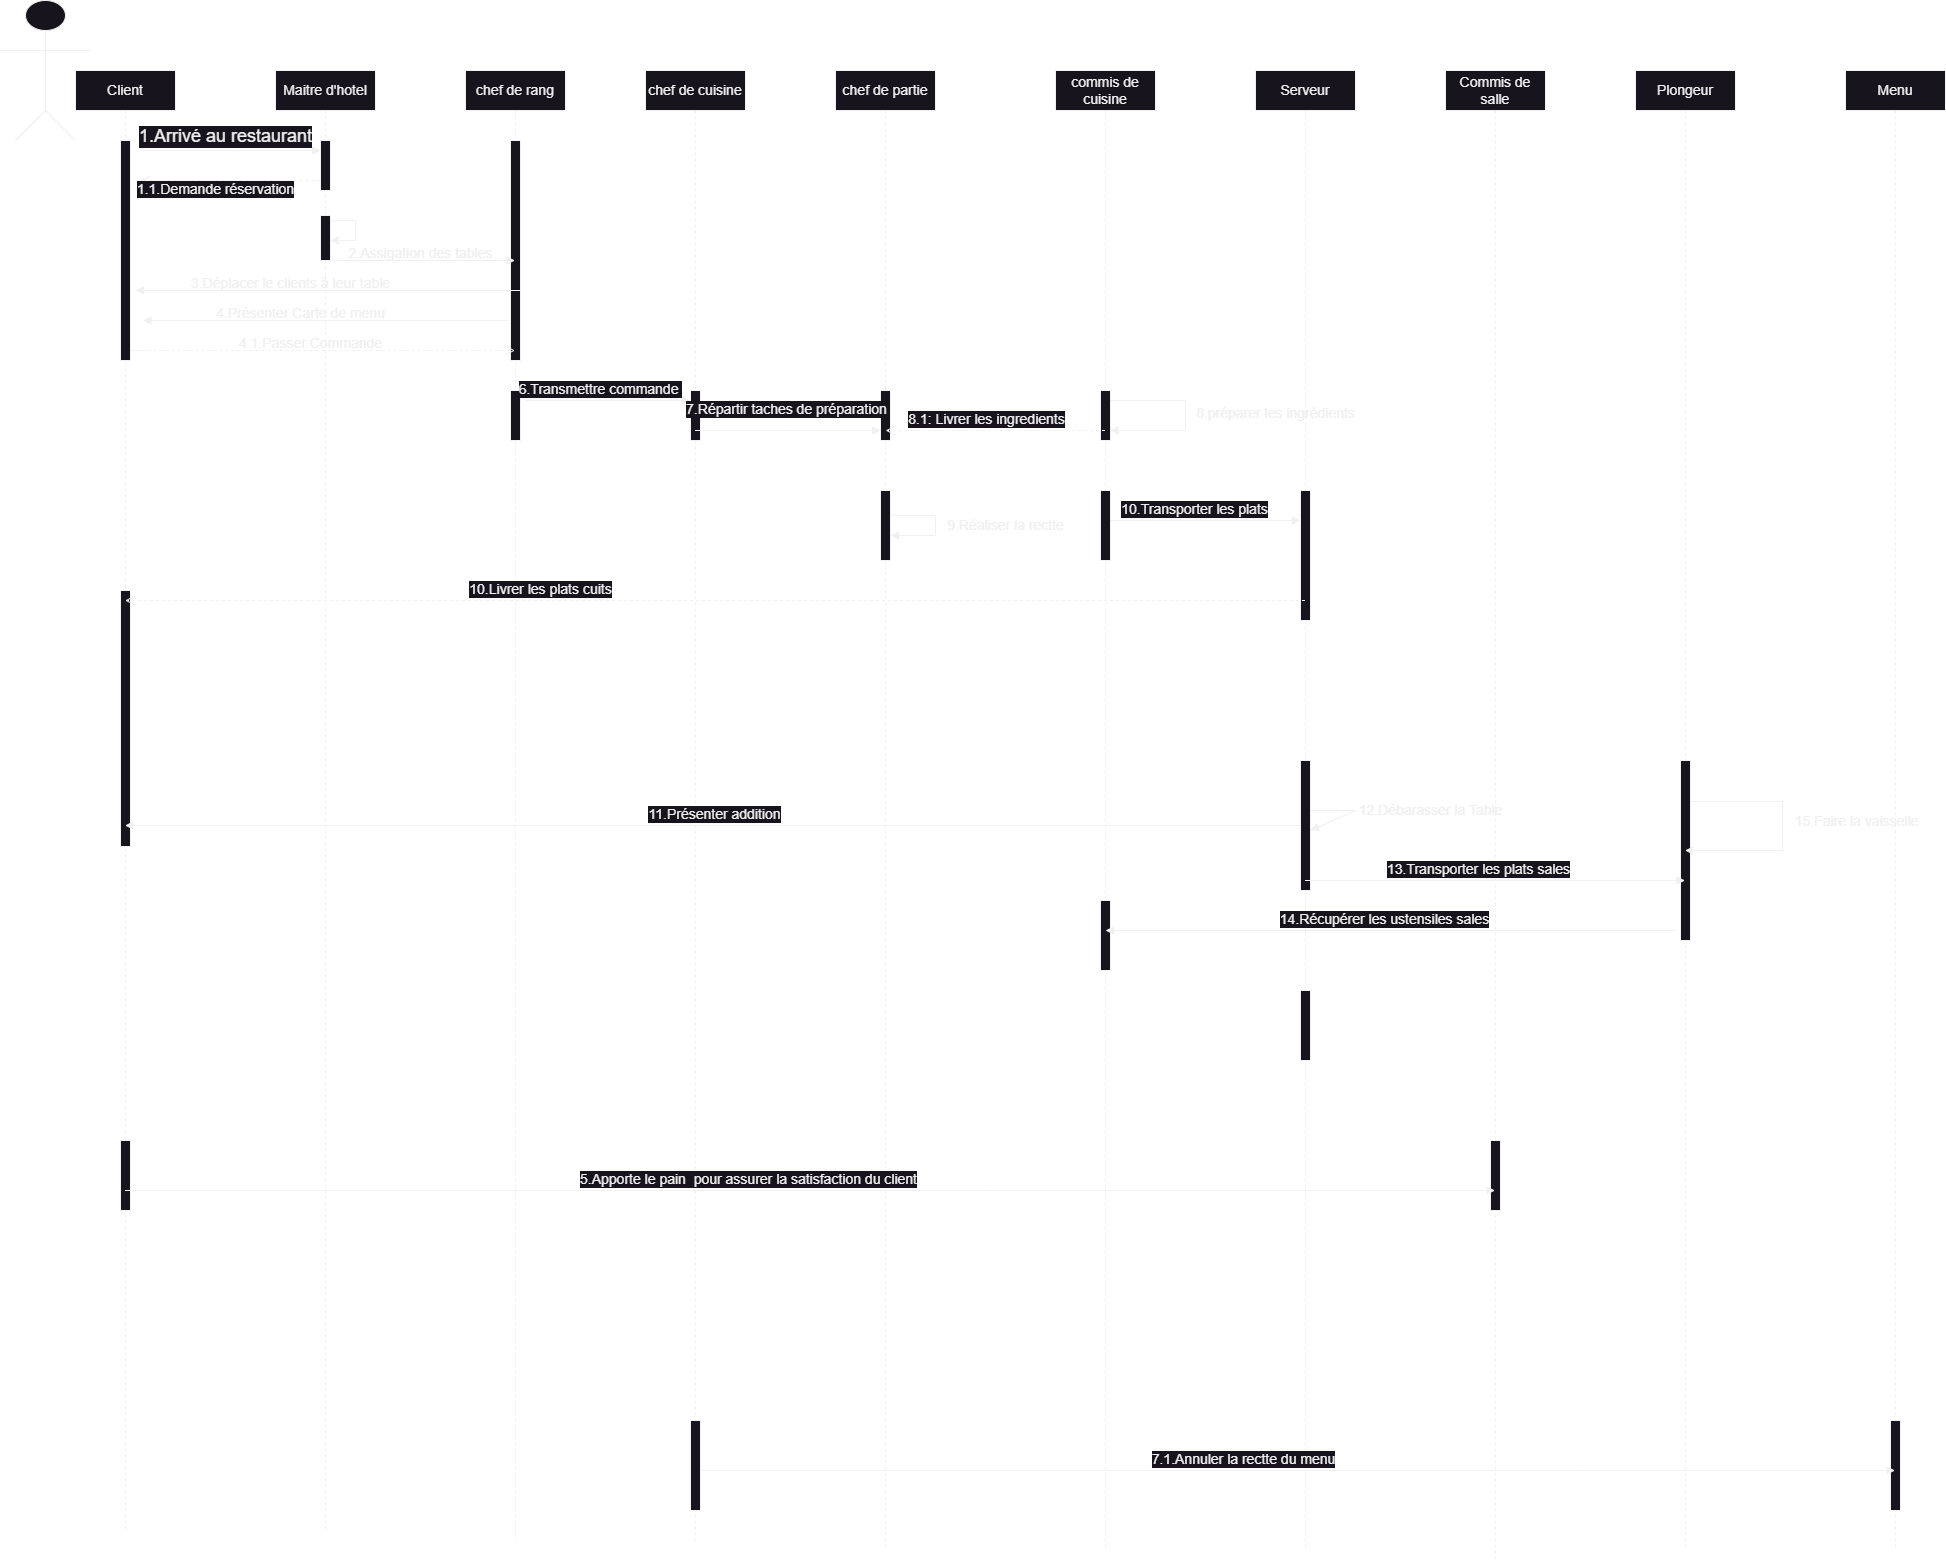 Client
Maitre d'hotel
chef de rang
chef de cuisine
chef de partie
commis de
cuisine
Serveur
Commis de
salle
Plongeur
Menu
1.Arrivé au restaurant
1.1.Demande réservation
2.Assigation des tables
3.Déplacer le clients à leur table
4.Présenter Carte de menu
4.1.Passer Commande
6.Transmettre commande
7.Répartir taches de préparation
8.1: Livrer les ingredients
8.préparer les ingrédients
10.Transporter les plats
9.Réaliser la rectte
10.Livrer les plats cuits
11.Présenter addition
12.Débarasser la Table
15.Faire la vaisselle
13.Transporter les plats sales
14.Récupérer les ustensiles sales
5.Apporte le pain  pour assurer la satisfaction du client
7.1.Annuler la rectte du menu